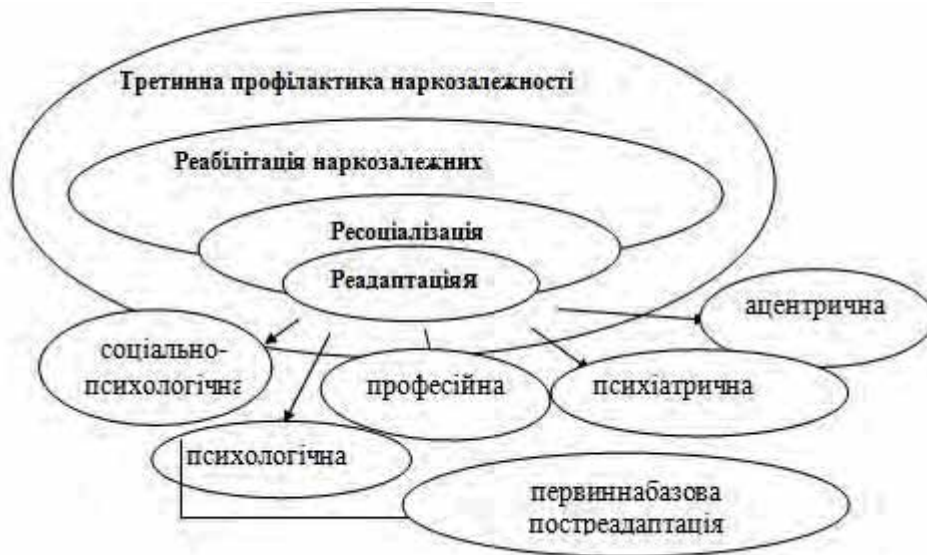 Третинна профілактика наркозалежності
Реабілітація наркозалежних
Ресоціалізація
Реадаптаціяя
ацентрична
соціально-
психологічна
професійна
психіатрична
психологічна
первиннабазова
постреадаптація